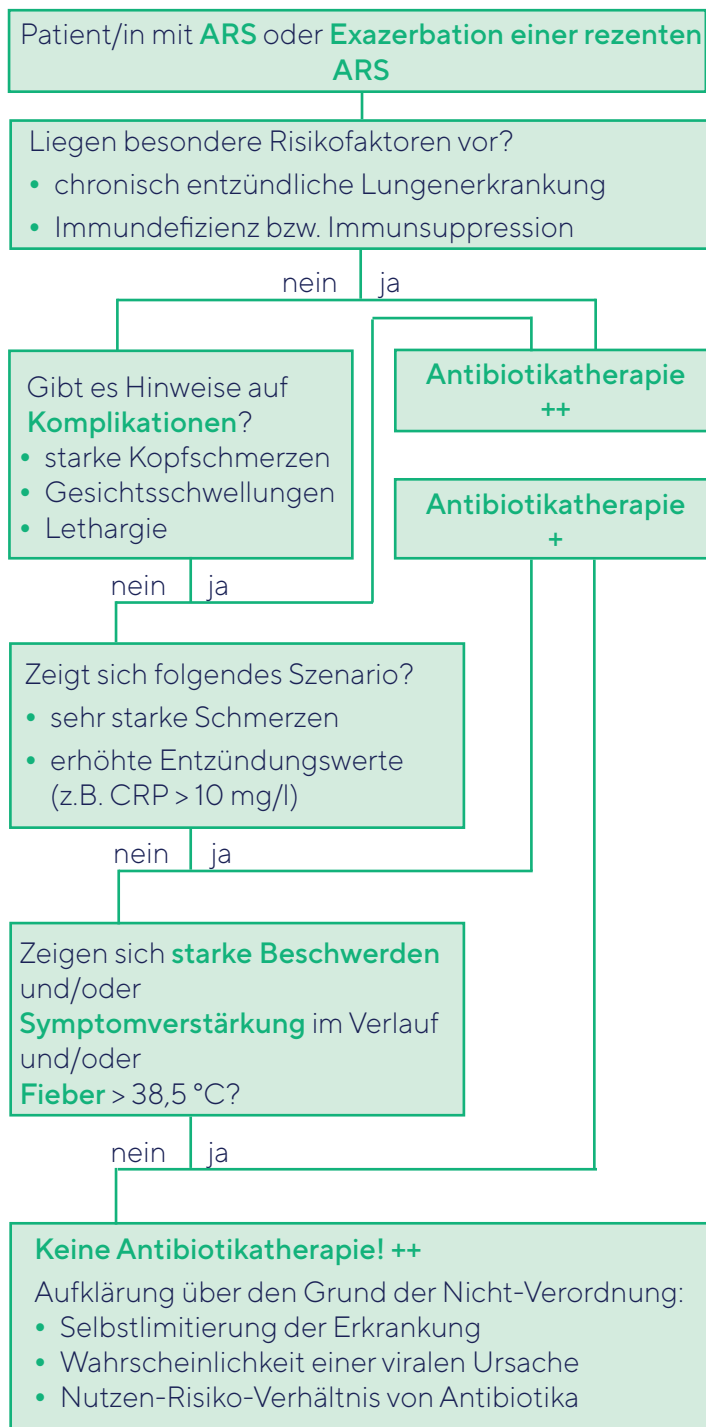 Patient/in mit ARS oder Exazerbation einer rezenten
ARS
Liegen besondere Risikofaktoren vor?
• chronisch entzündliche Lungenerkrankung
• Immundefizienz bzw. Immunsuppression
nein ja
Gibt es Hinweise auf
Komplikationen?
• starke Kopfschmerzen
• Gesichtsschwellungen
• Lethargie
Antibiotikatherapie
++
Antibiotikatherapie
+
nein ja
Zeigt sich folgendes Szenario?
• sehr starke Schmerzen
• erhöhte Entzündungswerte
(z.B. CRP > 10 mg/l)
nein ja
Zeigen sich starke Beschwerden
und/oder
Symptomverstärkung im Verlauf
und/oder
Fieber > 38,5 °C?
nein ja
Keine Antibiotikatherapie! ++
Aufklärung über den Grund der Nicht-Verordnung:
• Selbstlimitierung der Erkrankung
• Wahrscheinlichkeit einer viralen Ursache
• Nutzen-Risiko-Verhältnis von Antibiotika